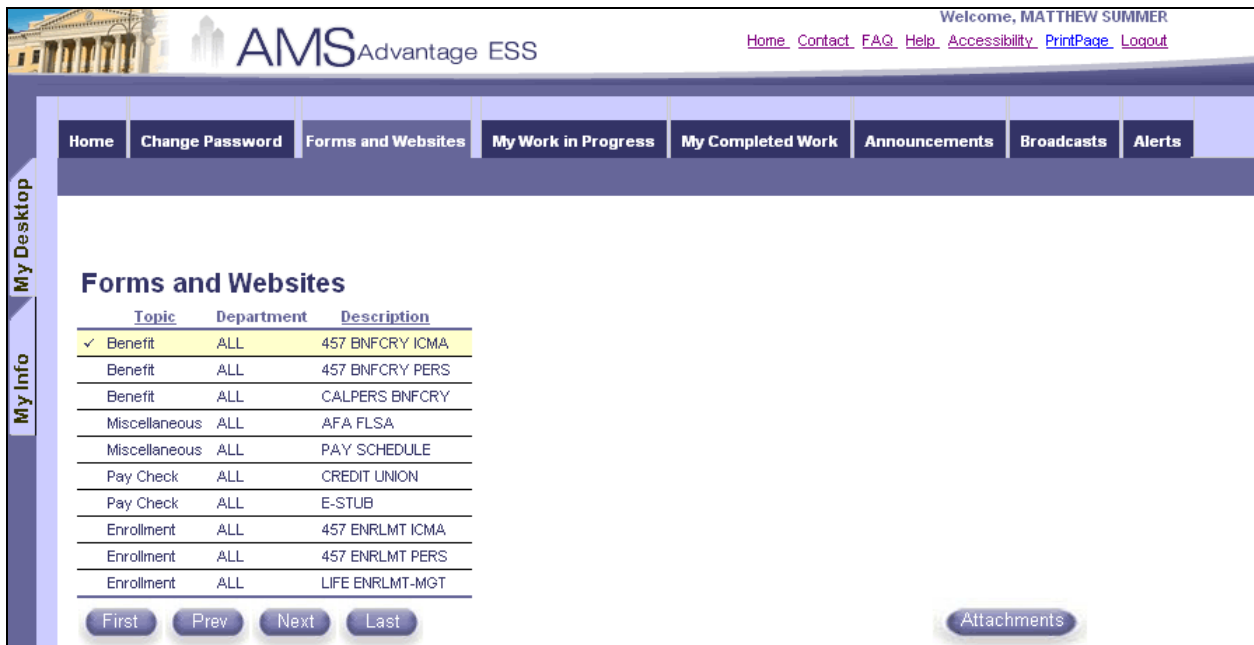 Welcome, MATTHEW SUMMER
AMS Advantage ESS
Home Contact FAQ Help Accessibility PrintPage Logout
Home Change Password Forms and Websites My Work in Progress My Completed Work Announcements Broadcasts Alerts
My Desktop
My Info
Forms and Websites
Topic Department Description
✓ Benefit ALL 457 BNFCRY ICMA
Benefit ALL 457 BNFCRY PERS
Benefit ALL CALPERS BNFCRY
Miscellaneous ALL AFA FLSA
Miscellaneous ALL PAY SCHEDULE
Pay Check ALL CREDIT UNION
Pay Check ALL E-STUB
Enrollment ALL 457 ENRLMT ICMA
Enrollment ALL 457 ENRLMT PERS
Enrollment ALL LIFE ENRLMT-MGT
First Prev Next Last Attachments